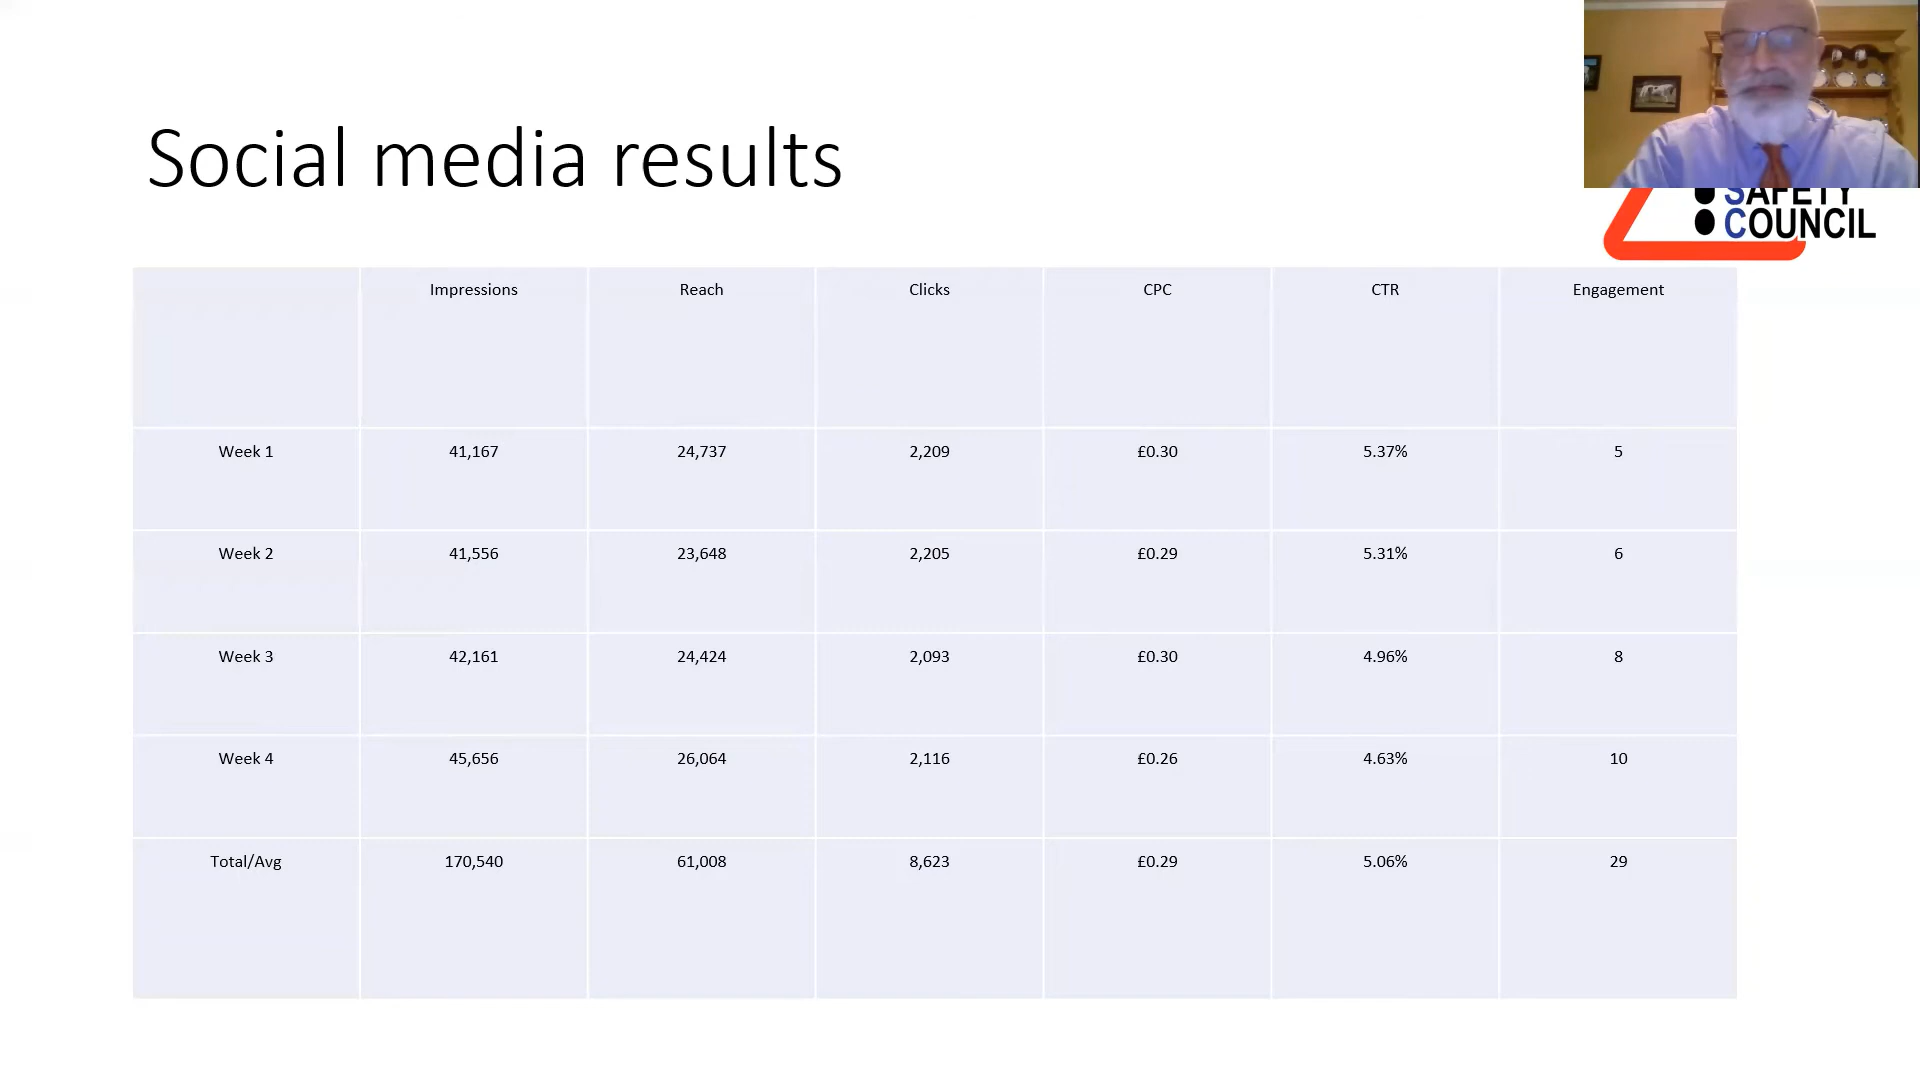 Social media results
SAFETY
COUNCIL
Impressions Reach Clicks CPC CTR Engagement
Week 1 41,167 24,737 2,209 £0.30 5.37% 5
Week 2 41,556 23,648 2,205 £0.29 5.31% 6
Week 3 42,161 24,424 2,093 £0.30 4.96% 8
Week 4 45,656 26,064 2,116 £0.26 4.63% 10
Total/Avg 170,540 61,008 8,623 £0.29 5.06% 29